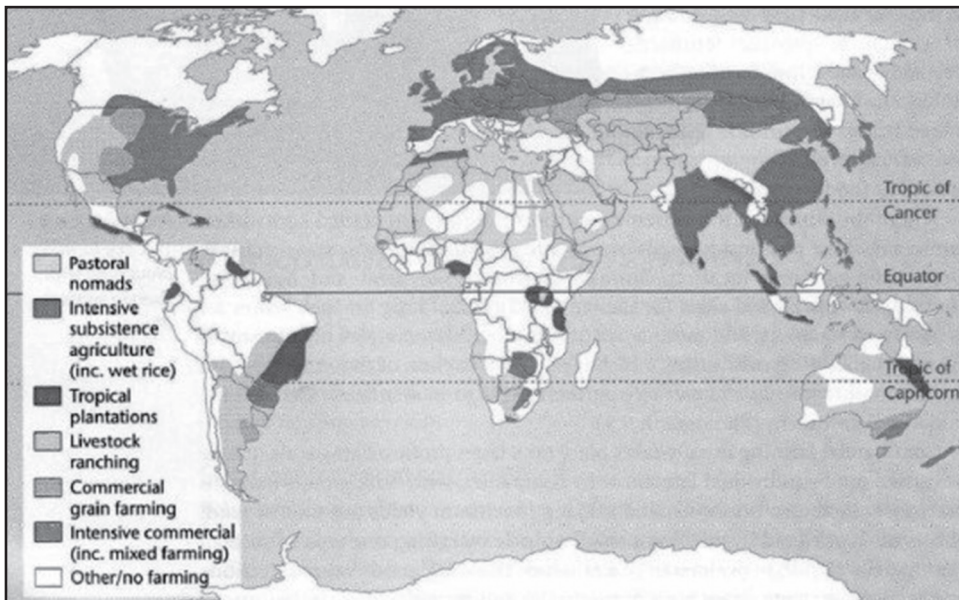 Tropic of
Cancer
Equator
Tropic of
Capricorn
Pastoral
nomads
Intensive
subsistence
agriculture
(inc. wet rice)
Tropical
plantations
Livestock
ranching
Commercial
grain farming
Intensive commercial
(inc. mixed farming)
Other/no farming